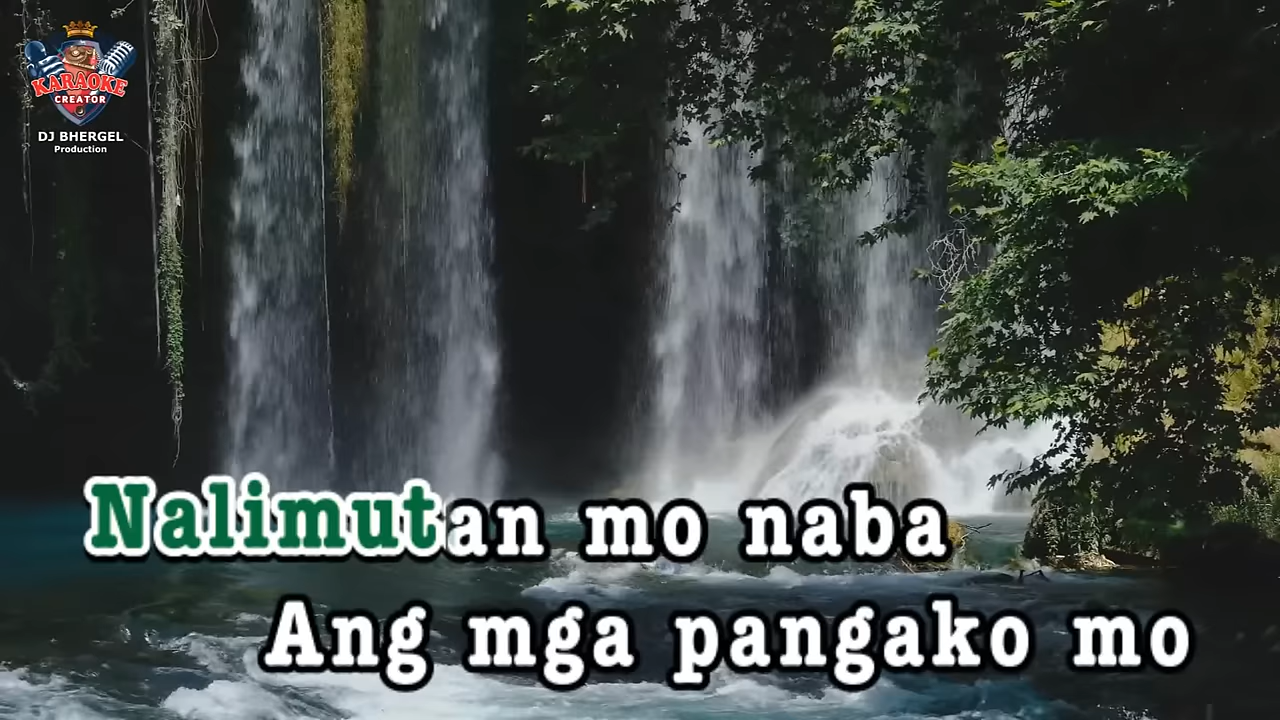 KARAOKE
CREATOR
DJ BHERGEL
Production
Nalimutan mo naba
Ang mga pangako mo